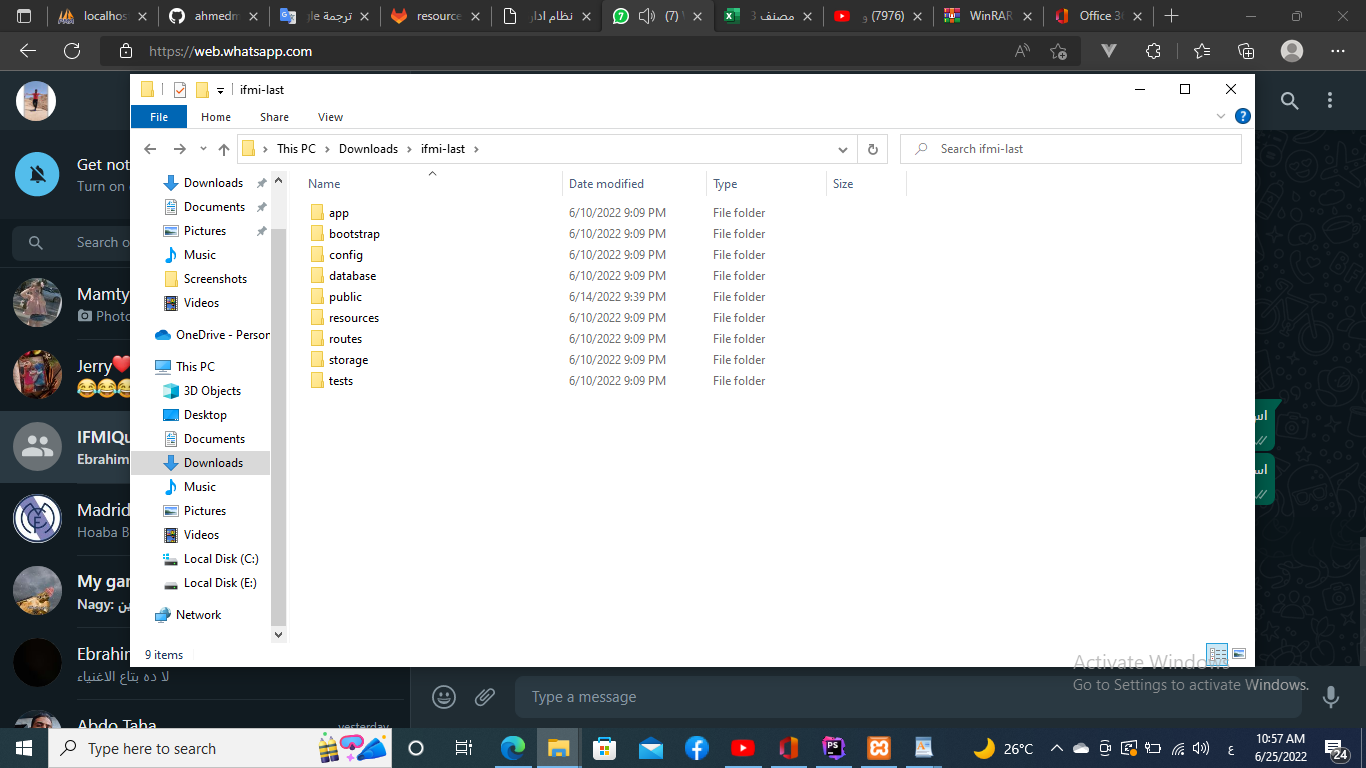 localhos
ahmedn
ترجمة
resource
نظام ادار
(7)
مصنف 3
(7976)
WinRAR
Office 36
https://web.whatsapp.com
ifmi-last
File
Home
Share
View
This PC
Downloads
ifmi-last
Search ifmi-last
Name
Date modified
Type
Size
app 6/10/2022 9:09 PM File folder
bootstrap 6/10/2022 9:09 PM File folder
config 6/10/2022 9:09 PM File folder
database 6/10/2022 9:09 PM File folder
public 6/14/2022 9:39 PM File folder
resources 6/10/2022 9:09 PM File folder
routes 6/10/2022 9:09 PM File folder
storage 6/10/2022 9:09 PM File folder
tests 6/10/2022 9:09 PM File folder
Downloads
Documents
Pictures
Music
Screenshots
Videos
OneDrive - Person
This PC
3D Objects
Desktop
Documents
Downloads
Music
Pictures
Videos
Local Disk (C:)
Local Disk (E:)
Network
9 items
Get not
Turn on
Search o
Mamty
Photo
Jerry❤
😂😂😂
IFMIQu
Ebrahim
Madrid
Hoaba B
My gar
Nagy:
Ebrahim
لا ده بتاع الاغنياء
Abdo Taha
yesterday
اس
اس
Type a message
Activate Windows
Go to Settings to activate Windows.
Type here to search
26°C
ع
10:57 AM
6/25/2022
24